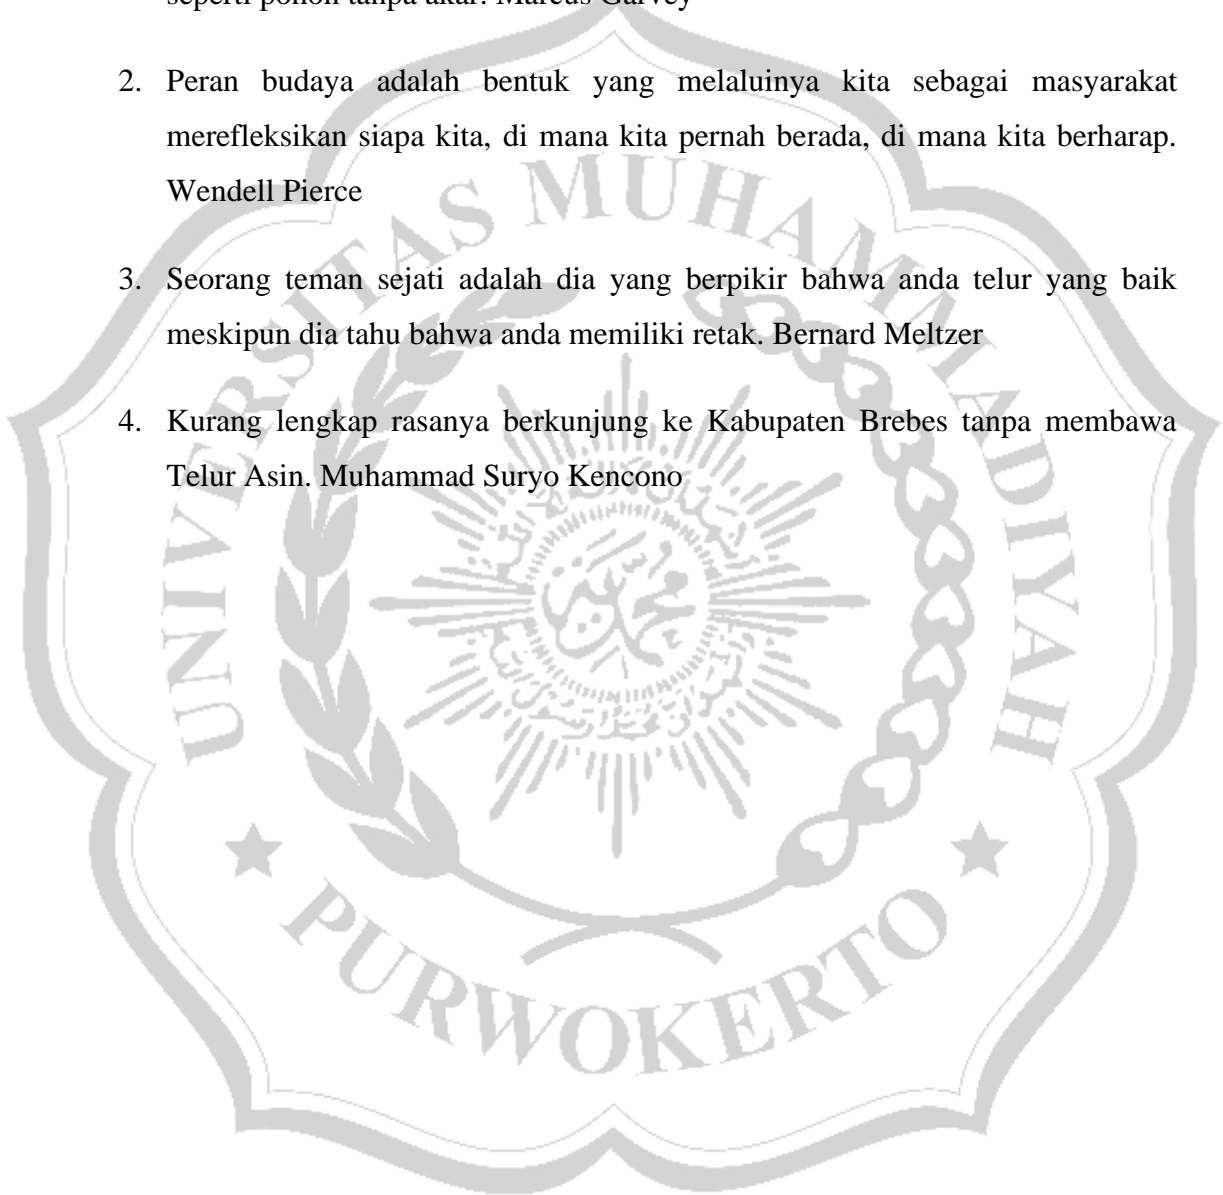 seperti pohon tanpa akar. Marcus Garvey
2. Peran budaya adalah bentuk yang melaluinya kita sebagai masyarakat
merefleksikan siapa kita, di mana kita pernah berada, di mana kita berharap.
Wendell Pierce
3. Seorang teman sejati adalah dia yang berpikir bahwa anda telur yang baik
meskipun dia tahu bahwa anda memiliki retak. Bernard Meltzer
4. Kurang lengkap rasanya berkunjung ke Kabupaten Brebes tanpa membawa
Telur Asin. Muhammad Suryo Kencono
UNIVERSITAS MUHAMMADIYAH
PURWOKERTO